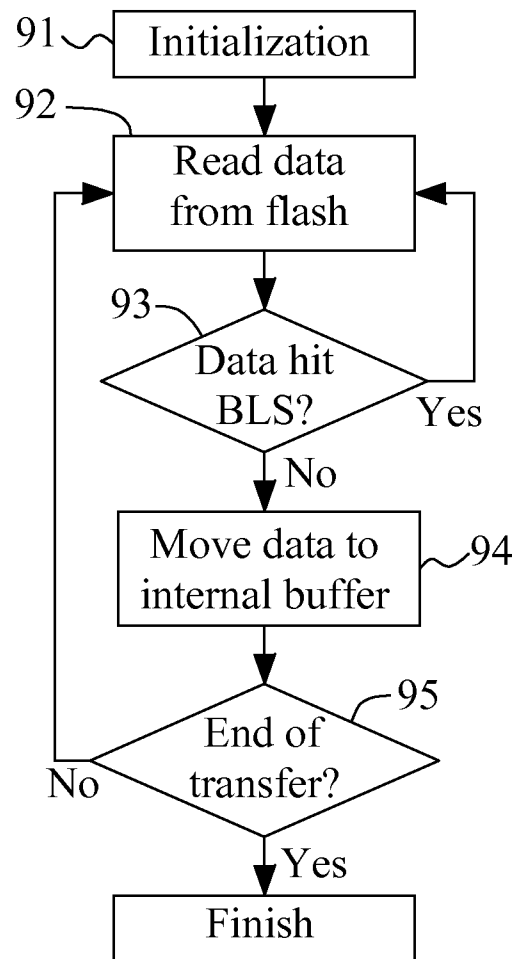 91
Initialization
92
Read data
from flash
93
Data hit
BLS?
Yes
No
Move data to
internal buffer
94
95
End of
transfer?
No
Yes
Finish